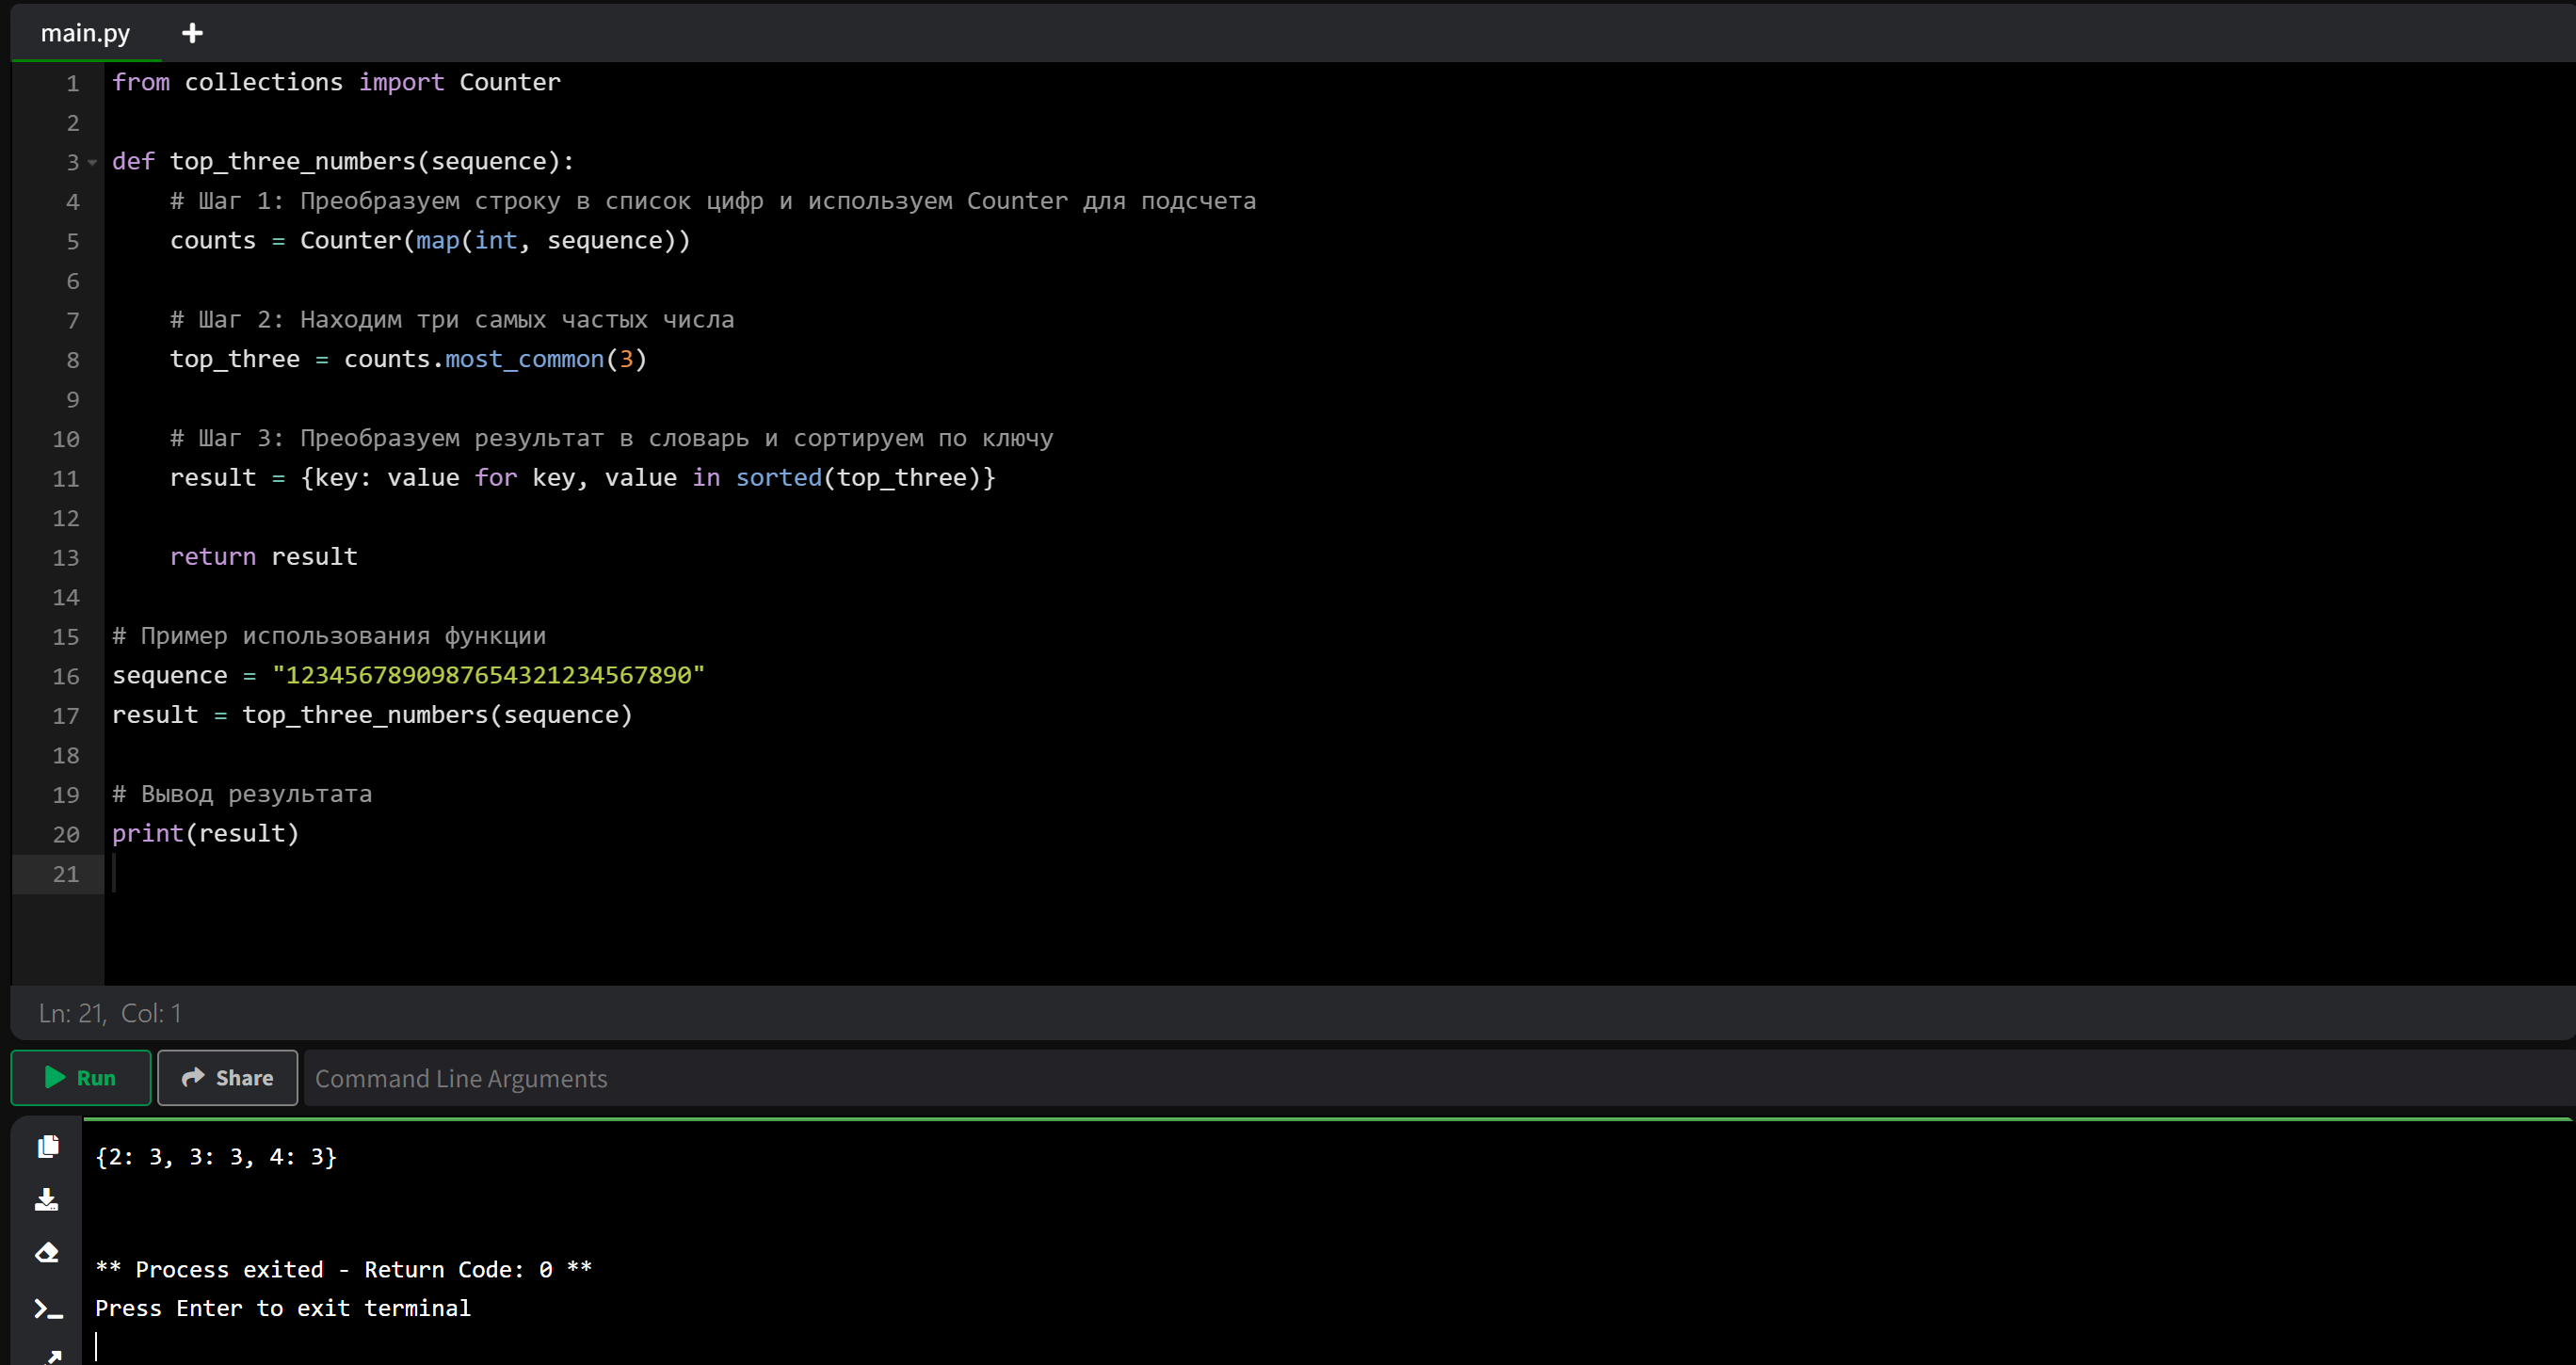 main.py +
1 from collections import Counter
2
3 def top_three_numbers(sequence):
4     # Шаг 1: Преобразуем строку в список цифр и используем Counter для подсчета
5     counts = Counter(map(int, sequence))
6
7     # Шаг 2: Находим три самых частых числа
8     top_three = counts.most_common(3)
9
10     # Шаг 3: Преобразуем результат в словарь и сортируем по ключу
11     result = {key: value for key, value in sorted(top_three)}
12
13     return result
14
15 # Пример использования функции
16 sequence = "1234567890987654321234567890"
17 result = top_three_numbers(sequence)
18
19 # Вывод результата
20 print(result)
21
Ln: 21, Col: 1
Run Share Command Line Arguments
{2: 3, 3: 3, 4: 3}
** Process exited - Return Code: 0 **
Press Enter to exit terminal